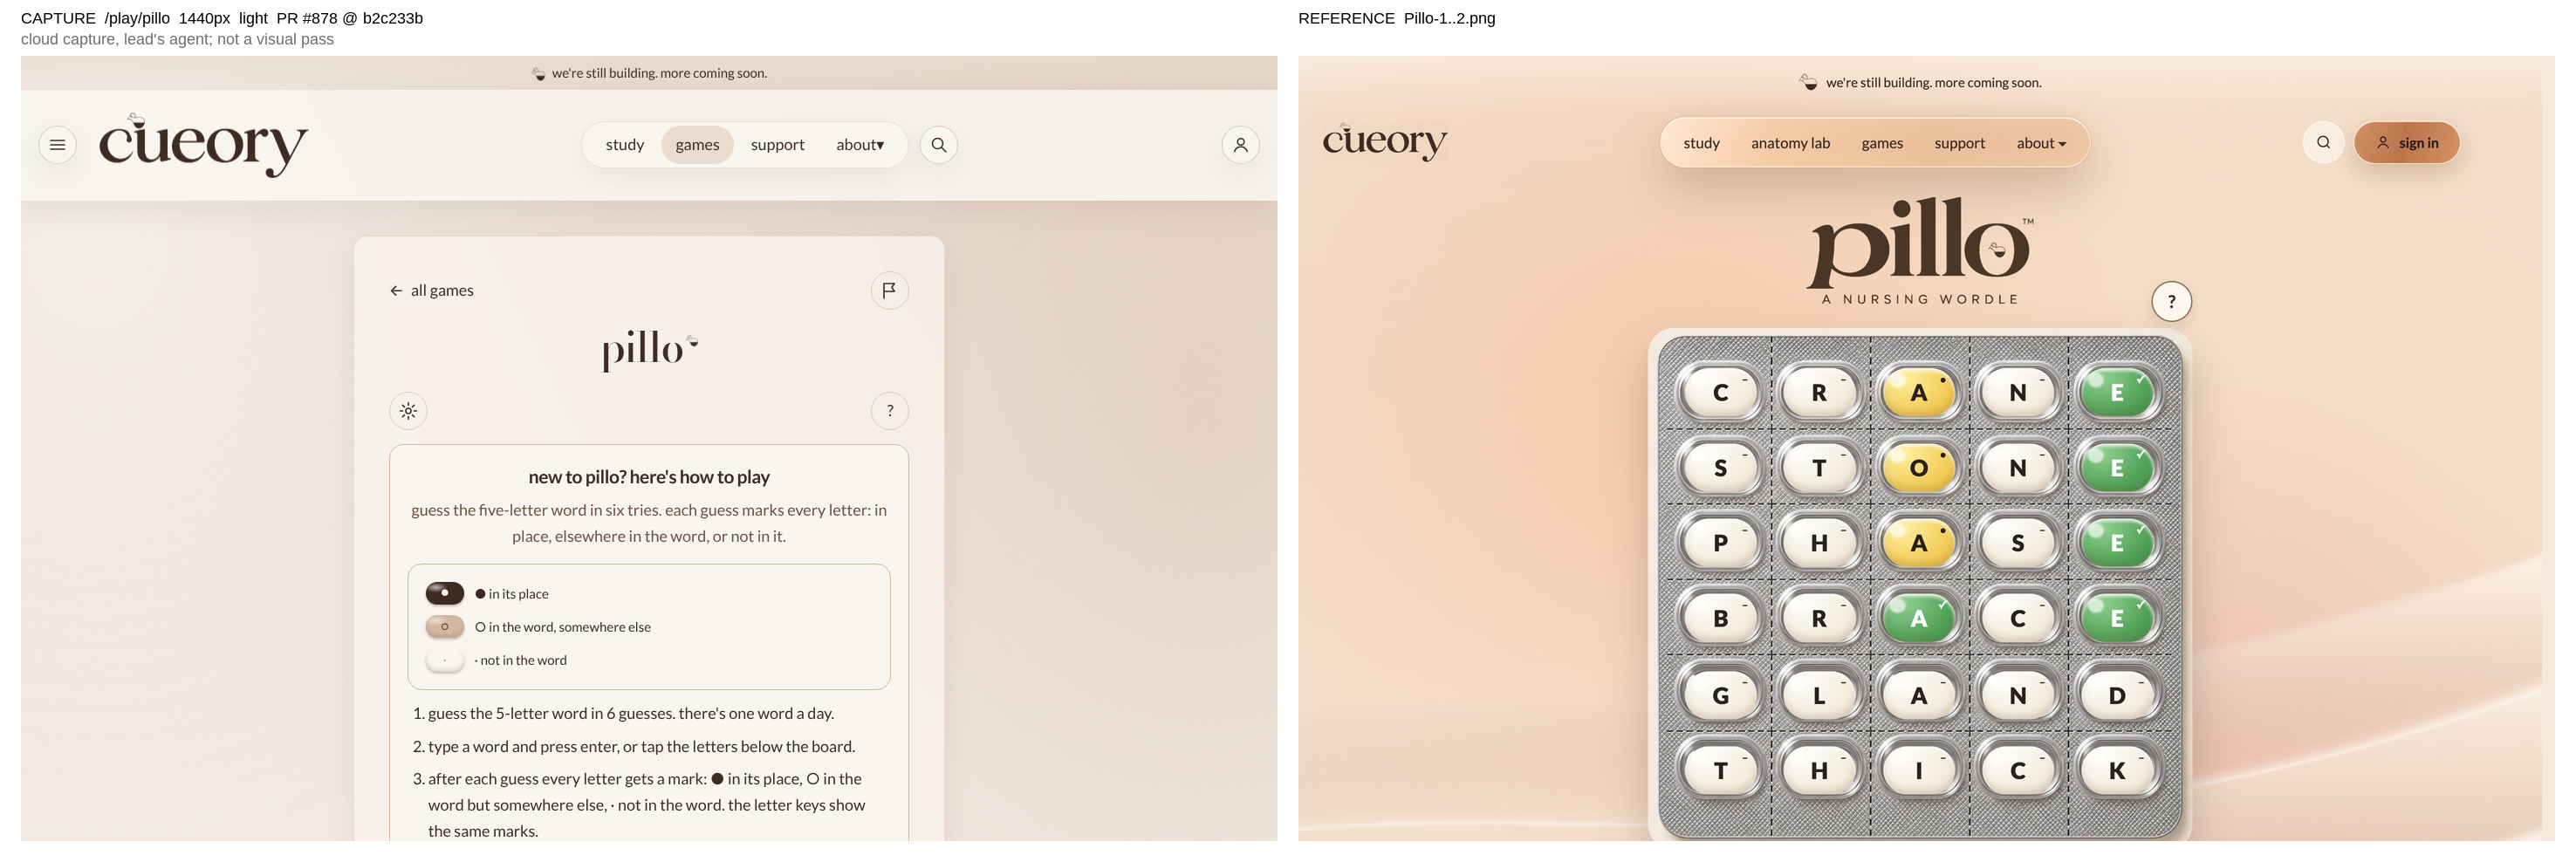 CAPTURE /play/pillo 1440px light PR #878 @ b2c233b
cloud capture, lead's agent; not a visual pass
we're still building. more coming soon.
cueory
study games support about▾
← all games
pillo
?
new to pillo? here's how to play
guess the five-letter word in six tries. each guess marks every letter: in
place, elsewhere in the word, or not in it.
● in its place
○ in the word, somewhere else
· not in the word
1. guess the 5-letter word in 6 guesses. there's one word a day.
2. type a word and press enter, or tap the letters below the board.
3. after each guess every letter gets a mark: ● in its place, ○ in the
word but somewhere else, · not in the word. the letter keys show
the same marks.
REFERENCE Pillo-1..2.png
we're still building. more coming soon.
cueory
study anatomy lab games support about ▾
sign in
pillo™
A NURSING WORDLE
?
C R A N E
S T O N E
P H A S E
B R A C E
G L A N D
T H I C K